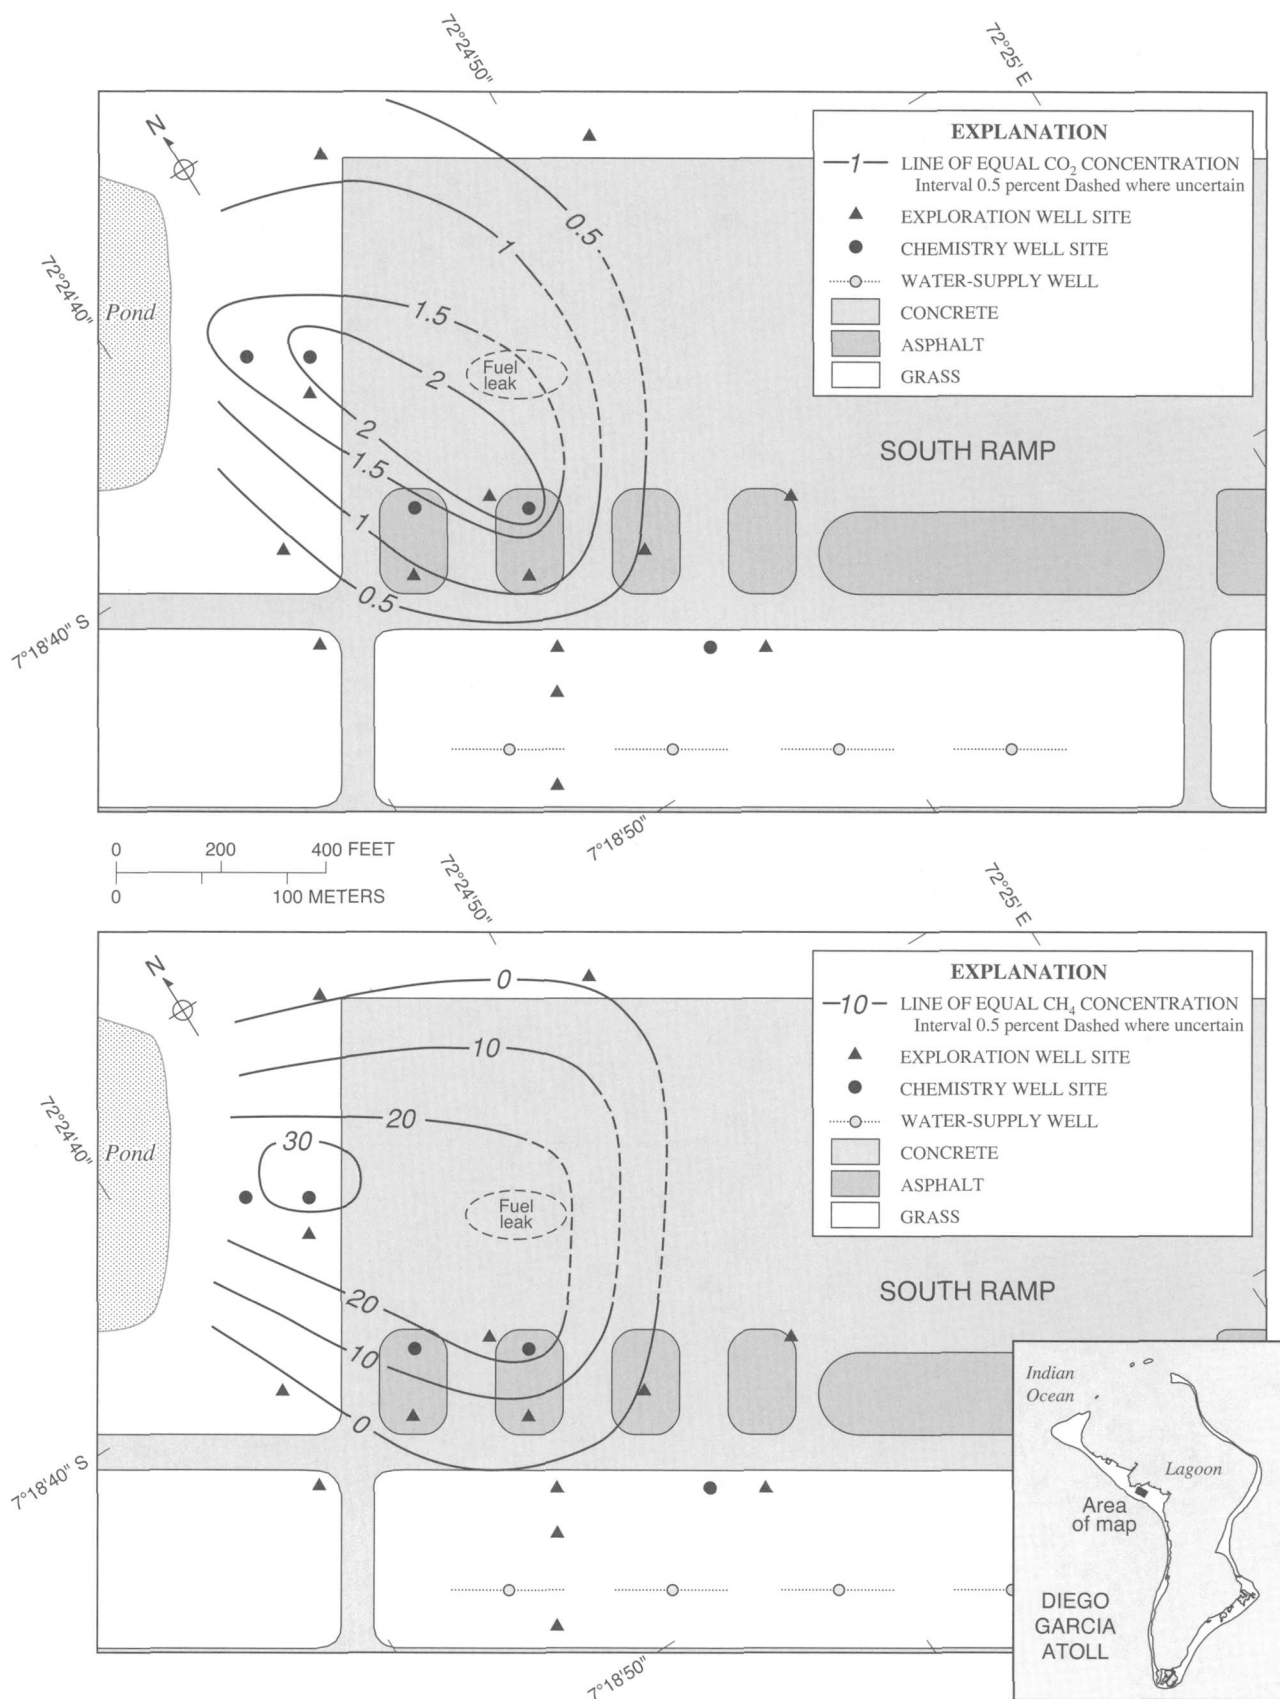 72°24'50"
72°25' E
N
EXPLANATION
1
LINE OF EQUAL CO₂ CONCENTRATION
Interval 0.5 percent Dashed where uncertain
EXPLORATION WELL SITE
CHEMISTRY WELL SITE
WATER-SUPPLY WELL
CONCRETE
ASPHALT
GRASS
0.5
1
72°24'40"
Pond
1.5
Fuel
leak
2
2
1.5
SOUTH RAMP
1
0.5
7°18'40" S
7°18'50"
0 200 400 FEET
0 100 METERS
72°24'50"
72°25' E
N
EXPLANATION
10
LINE OF EQUAL CH₄ CONCENTRATION
Interval 0.5 percent Dashed where uncertain
EXPLORATION WELL SITE
CHEMISTRY WELL SITE
WATER-SUPPLY WELL
CONCRETE
ASPHALT
GRASS
0
10
72°24'40"
20
Pond
30
Fuel
leak
20
SOUTH RAMP
10
0
7°18'40" S
7°18'50"
Indian
Ocean
Lagoon
Area
of map
DIEGO
GARCIA
ATOLL